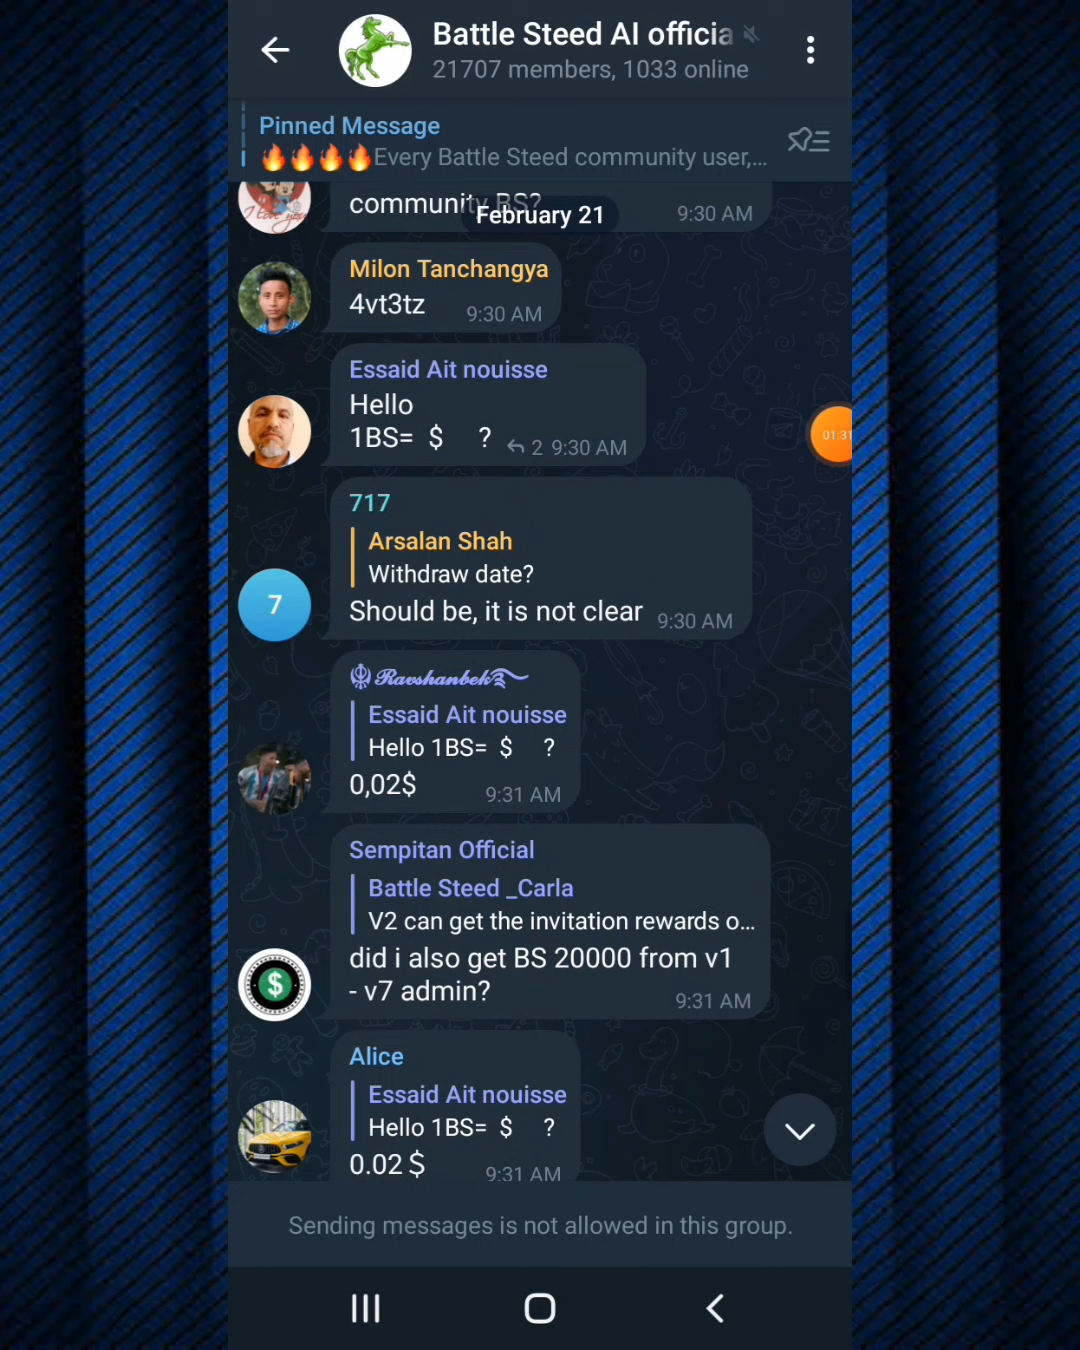 Battle Steed AI officia
21707 members, 1033 online
Pinned Message
🔥🔥🔥🔥Every Battle Steed community user,...
community BS?
9:30 AM
February 21
Milon Tanchangya
4vt3tz 9:30 AM
Essaid Ait nouisse
Hello
1BS= $ ? 2 9:30 AM
01:31
717
Arsalan Shah
Withdraw date?
7
Should be, it is not clear 9:30 AM
Ravshanbek
Essaid Ait nouisse
Hello 1BS= $ ?
0,02$ 9:31 AM
Sempitan Official
Battle Steed _Carla
V2 can get the invitation rewards o...
did i also get BS 20000 from v1
- v7 admin? 9:31 AM
$
Alice
Essaid Ait nouisse
Hello 1BS= $ ?
0.02 $ 9:31 AM
Sending messages is not allowed in this group.